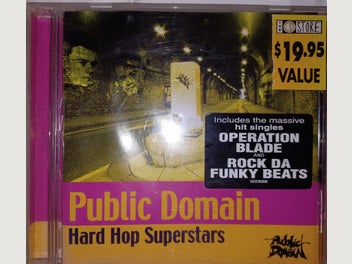 STORE
$19.95
VALUE
Includes the massive
hit singles
OPERATION
BLADE
AND
ROCK DA
FUNKY BEATS
Public Domain
Hard Hop Superstars
Public
Domain